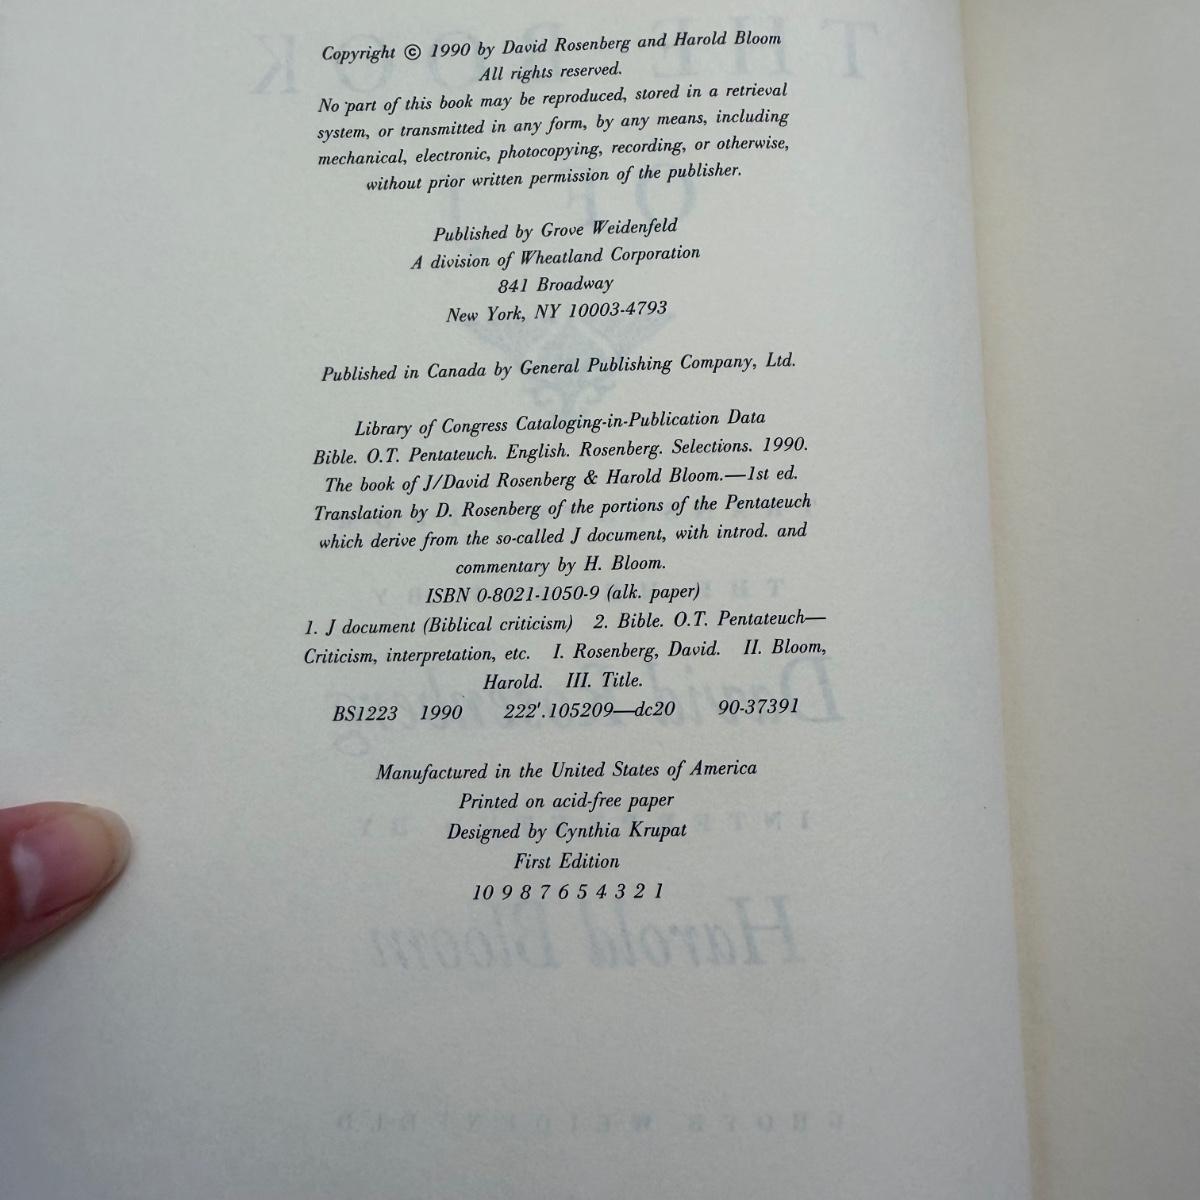 Copyright © 1990 by David Rosenberg and Harold Bloom
All rights reserved.
No part of this book may be reproduced, stored in a retrieval
system, or transmitted in any form, by any means, including
mechanical, electronic, photocopying, recording, or otherwise,
without prior written permission of the publisher.
Published by Grove Weidenfeld
A division of Wheatland Corporation
841 Broadway
New York, NY 10003-4793
Published in Canada by General Publishing Company, Ltd.
Library of Congress Cataloging-in-Publication Data
Bible. O.T. Pentateuch. English. Rosenberg. Selections. 1990.
The book of J/David Rosenberg & Harold Bloom.—1st ed.
Translation by D. Rosenberg of the portions of the Pentateuch
which derive from the so-called J document, with introd. and
commentary by H. Bloom.
ISBN 0-8021-1050-9 (alk. paper)
1. J document (Biblical criticism) 2. Bible. O.T. Pentateuch—
Criticism, interpretation, etc. I. Rosenberg, David. II. Bloom,
Harold. III. Title.
BS1223 1990 222'.105209—dc20 90-37391
Manufactured in the United States of America
Printed on acid-free paper
Designed by Cynthia Krupat
First Edition
10 9 8 7 6 5 4 3 2 1